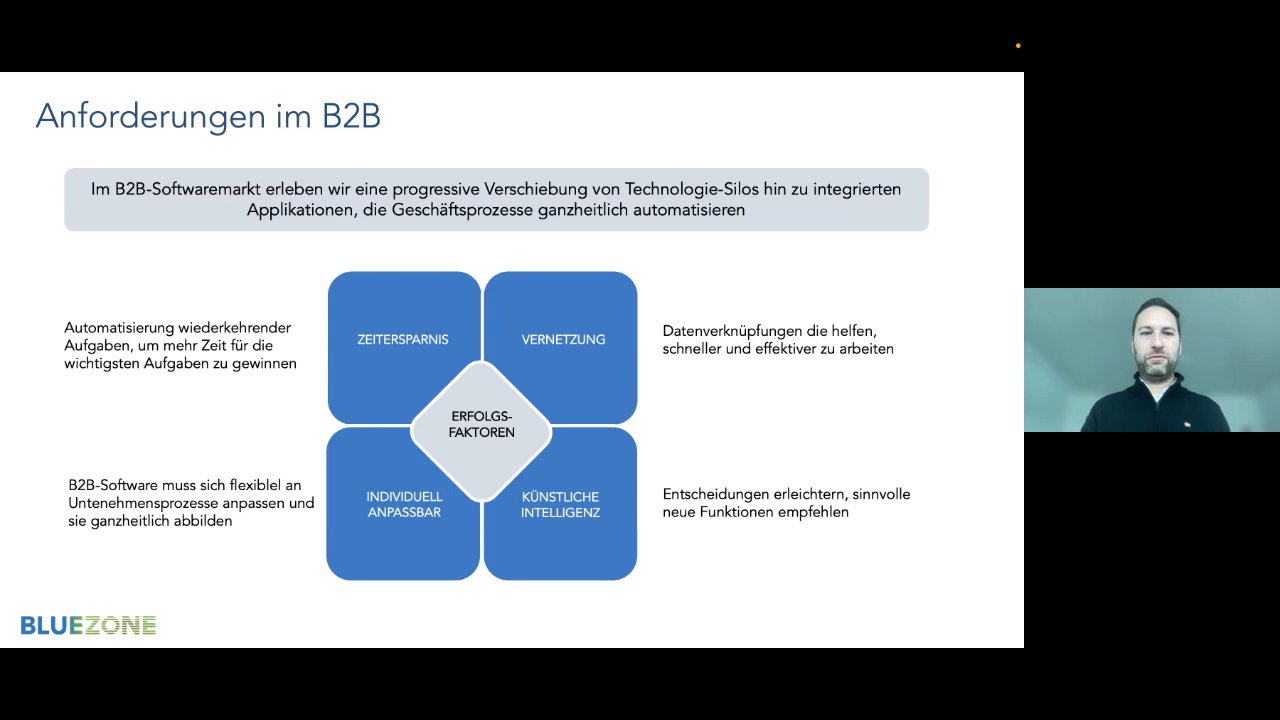 Anforderungen im B2B
Im B2B-Softwaremarkt erleben wir eine progressive Verschiebung von Technologie-Silos hin zu integrierten
Applikationen, die Geschäftsprozesse ganzheitlich automatisieren
Automatisierung wiederkehrender
Aufgaben, um mehr Zeit für die
wichtigsten Aufgaben zu gewinnen
ZEITERSPARNIS
VERNETZUNG
Datenverknüpfungen die helfen,
schneller und effektiver zu arbeiten
ERFOLGS-
FAKTOREN
B2B-Software muss sich flexiblel an
Untenehmensprozesse anpassen und
sie ganzheitlich abbilden
INDIVIDUELL
ANPASSBAR
KÜNSTLICHE
INTELLIGENZ
Entscheidungen erleichtern, sinnvolle
neue Funktionen empfehlen
BLUEZONE